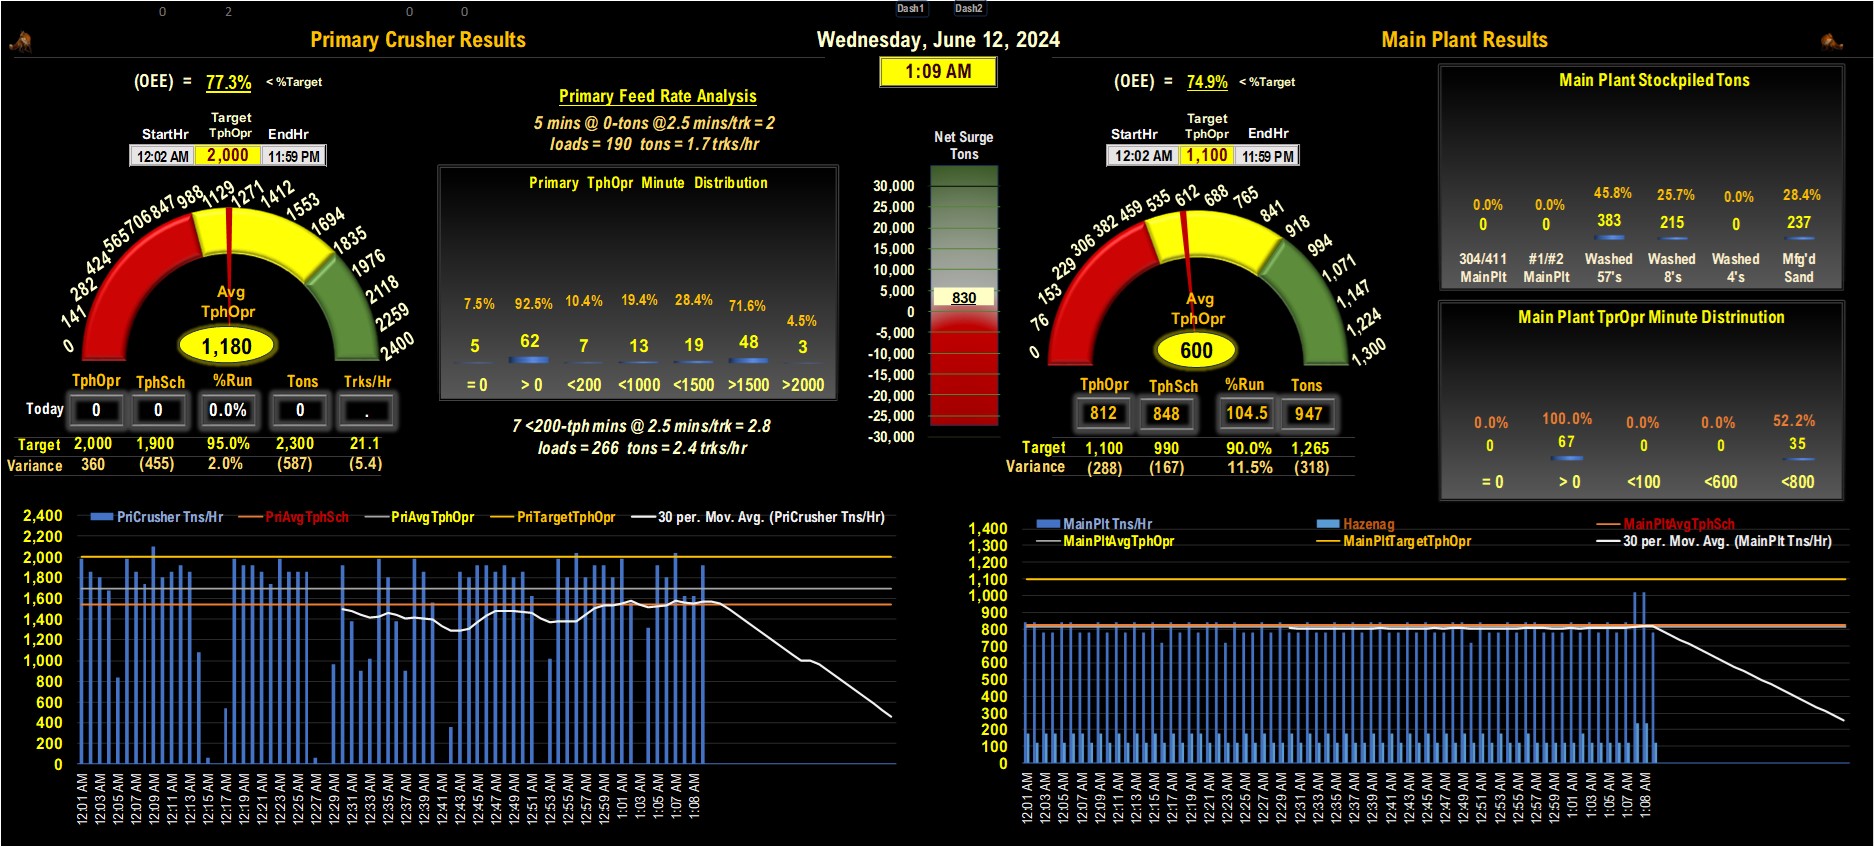 0 2 0 0
Dash1 Dash2
Primary Crusher Results
Wednesday, June 12, 2024
Main Plant Results
1:09 AM
(OEE) = 77.3% < %Target
StartHr Target TphOpr EndHr
12:02 AM 2,000 11:59 PM
0 141 282 424 565 706 847 988 1129 1271 1412 1553 1694 1835 1976 2118 2259 2400
Avg
TphOpr
1,180
TphOpr TphSch %Run Tons Trks/Hr
Today 0 0 0.0% 0 .
Target 2,000 1,900 95.0% 2,300 21.1
Variance 360 (455) 2.0% (587) (5.4)
Primary Feed Rate Analysis
5 mins @ 0-tons @2.5 mins/trk = 2
loads = 190 tons = 1.7 trks/hr
Primary TphOpr Minute Distribution
7.5% 92.5% 10.4% 19.4% 28.4% 71.6% 4.5%
5 62 7 13 19 48 3
= 0 > 0 <200 <1000 <1500 >1500 >2000
7 <200-tph mins @ 2.5 mins/trk = 2.8
loads = 266 tons = 2.4 trks/hr
Net Surge
Tons
30,000
25,000
20,000
15,000
10,000
5,000
830
0
-5,000
-10,000
-15,000
-20,000
-25,000
-30,000
(OEE) = 74.9% < %Target
StartHr Target TphOpr EndHr
12:02 AM 1,100 11:59 PM
0 76 153 229 306 382 459 535 612 688 765 841 918 994 1,071 1,147 1,224 1,300
Avg
TphOpr
600
TphOpr TphSch %Run Tons
812 848 104.5 947
Target 1,100 990 90.0% 1,265
Variance (288) (167) 11.5% (318)
Main Plant Stockpiled Tons
0.0% 0.0% 45.8% 25.7% 0.0% 28.4%
0 0 383 215 0 237
304/411 #1/#2 Washed Washed Washed Mfg'd
MainPlt MainPlt 57's 8's 4's Sand
Main Plant TprOpr Minute Distrinution
0.0% 100.0% 0.0% 0.0% 52.2%
0 67 0 0 35
= 0 > 0 <100 <600 <800
PriCrusher Tns/Hr PriAvgTphSch PriAvgTphOpr PriTargetTphOpr 30 per. Mov. Avg. (PriCrusher Tns/Hr)
2,400
2,200
2,000
1,800
1,600
1,400
1,200
1,000
800
600
400
200
0
12:01 AM 12:03 AM 12:05 AM 12:07 AM 12:09 AM 12:11 AM 12:13 AM 12:15 AM 12:17 AM 12:19 AM 12:21 AM 12:23 AM 12:25 AM 12:27 AM 12:29 AM 12:31 AM 12:33 AM 12:35 AM 12:37 AM 12:39 AM 12:41 AM 12:43 AM 12:45 AM 12:47 AM 12:49 AM 12:51 AM 12:53 AM 12:55 AM 12:57 AM 12:59 AM 1:01 AM 1:03 AM 1:05 AM 1:07 AM 1:08 AM
MainPlt Tns/Hr Hazenag MainPltAvgTphSch
MainPltAvgTphOpr MainPltTargetTphOpr 30 per. Mov. Avg. (MainPlt Tns/Hr)
1,400
1,300
1,200
1,100
1,000
900
800
700
600
500
400
300
200
100
0
12:01 AM 12:03 AM 12:05 AM 12:07 AM 12:09 AM 12:11 AM 12:13 AM 12:15 AM 12:17 AM 12:19 AM 12:21 AM 12:23 AM 12:25 AM 12:27 AM 12:29 AM 12:31 AM 12:33 AM 12:35 AM 12:37 AM 12:39 AM 12:41 AM 12:43 AM 12:45 AM 12:47 AM 12:49 AM 12:51 AM 12:53 AM 12:55 AM 12:57 AM 12:59 AM 1:01 AM 1:03 AM 1:05 AM 1:07 AM 1:08 AM